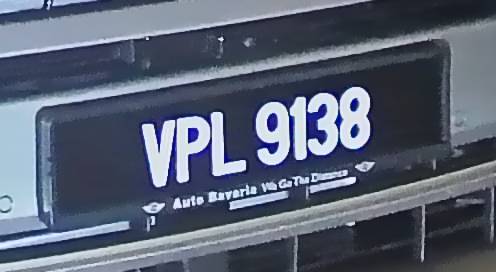 VPL 9138
Auto Bavaria We Go The Distance